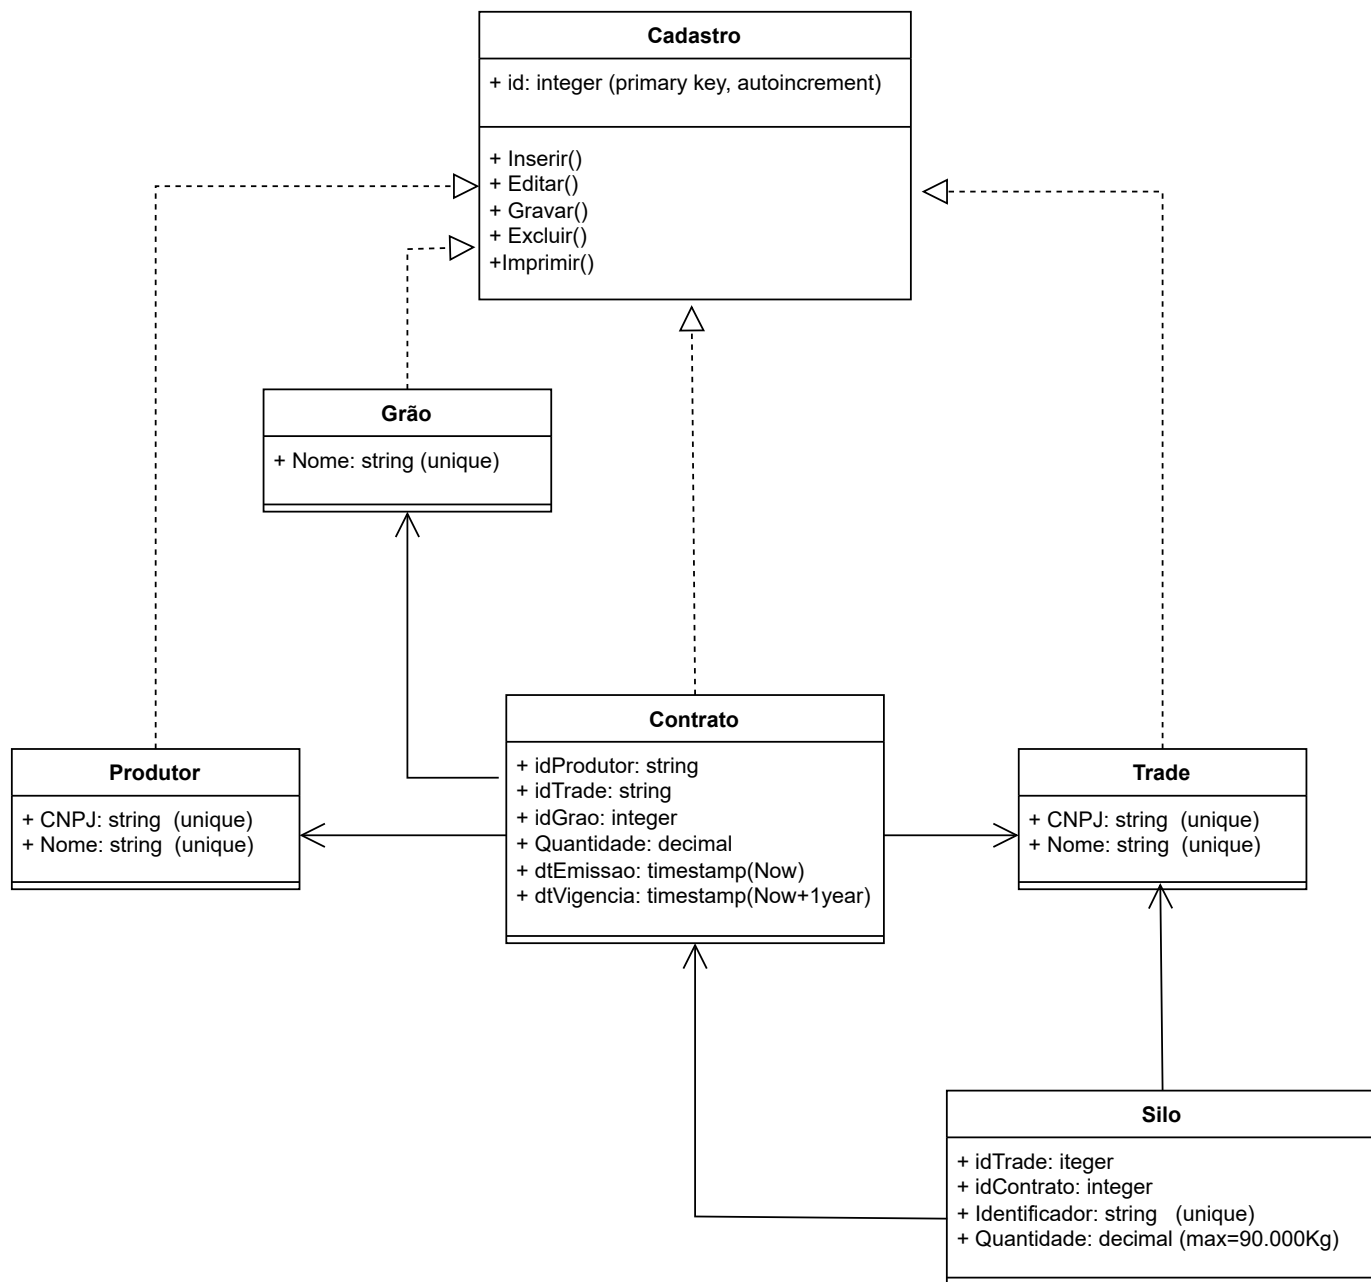 Cadastro
+ id: integer (primary key, autoincrement)
+ Inserir()
+ Editar()
+ Gravar()
+ Excluir()
+Imprimir()
Grão
+ Nome: string (unique)
Contrato
+ idProdutor: string
+ idTrade: string
+ idGrao: integer
+ Quantidade: decimal
+ dtEmissao: timestamp(Now)
+ dtVigencia: timestamp(Now+1year)
Produtor
+ CNPJ: string (unique)
+ Nome: string (unique)
Trade
+ CNPJ: string (unique)
+ Nome: string (unique)
Silo
+ idTrade: iteger
+ idContrato: integer
+ Identificador: string (unique)
+ Quantidade: decimal (max=90.000Kg)